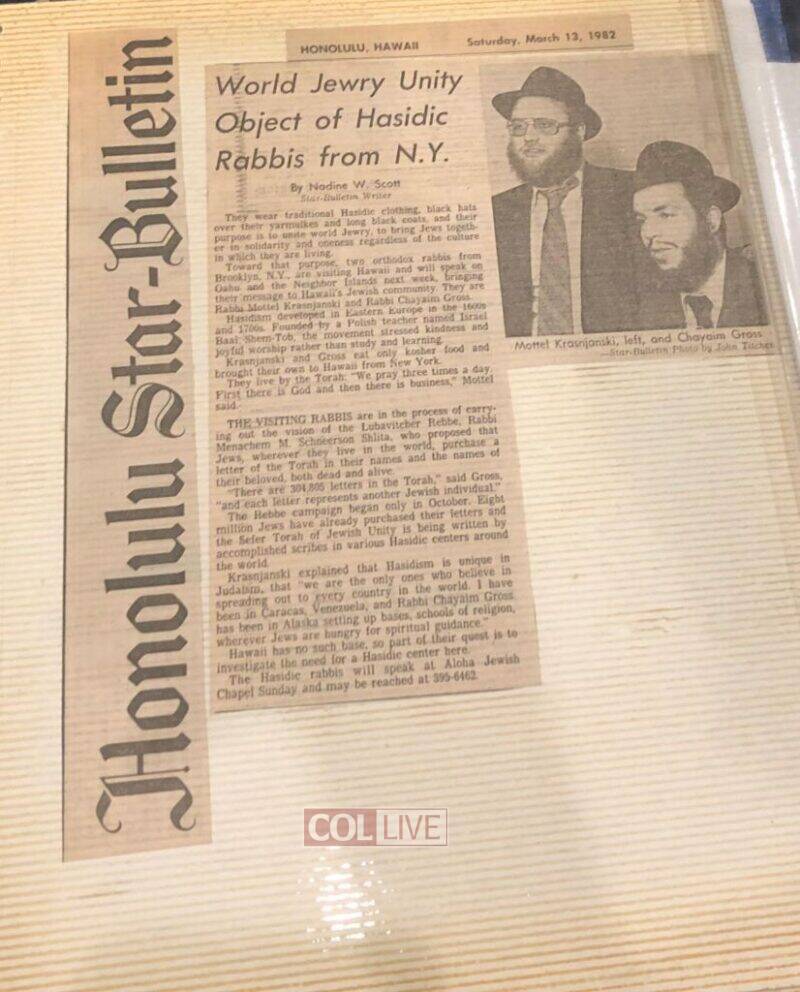 Honolulu Star-Bulletin
HONOLULU, HAWAII Saturday, March 13, 1982
World Jewry Unity
Object of Hasidic
Rabbis from N.Y.
By Nadine W. Scott
Star-Bulletin Writer
They wear traditional Hasidic clothing, black hats
over their yarmulkes and long black coats, and their
purpose is to unite world Jewry, to bring Jews togeth-
er in solidarity and oneness regardless of the culture
in which they are living.
Toward that purpose, two orthodox rabbis from
Brooklyn, N.Y., are visiting Hawaii and will speak on
Oahu and the Neighbor Islands next week, bringing
their message to Hawaii's Jewish community. They are
Rabbi Mottel Krasnjanski and Rabbi Chayaim Gross.
Hasidism developed in Eastern Europe in the 1600s
and 1700s. Founded by a Polish teacher named Israel
Baal Shem-Tob, the movement stressed kindness and
joyful worship rather than study and learning.
Krasnjanski and Gross eat only kosher food and
brought their own to Hawaii from New York.
They live by the Torah: "We pray three times a day.
First there is God and then there is business," Mottel
said.
THE VISITING RABBIS are in the process of carry-
ing out the vision of the Lubavitcher Rebbe, Rabbi
Menachem M. Schneerson Shlita, who proposed that
Jews, wherever they live in the world, purchase a
letter of the Torah in their names and the names of
their beloved, both dead and alive.
"There are 304,805 letters in the Torah," said Gross,
"and each letter represents another Jewish individual."
The Rebbe campaign began only in October. Eight
million Jews have already purchased their letters and
the Sefer Torah of Jewish Unity is being written by
accomplished scribes in various Hasidic centers around
the world.
Krasnjanski explained that Hasidism is unique in
Judaism, that "we are the only ones who believe in
spreading out to every country in the world. I have
been in Caracas, Venezuela, and Rabbi Chayaim Gross
has been in Alaska setting up bases, schools of religion,
wherever Jews are hungry for spiritual guidance."
Hawaii has no such base, so part of their quest is to
investigate the need for a Hasidic center here.
The Hasidic rabbis will speak at Aloha Jewish
Chapel Sunday and may be reached at 395-6462.
Mottel Krasnjanski, left, and Chayaim Gross
—Star-Bulletin Photo by John Titchen
COL LIVE